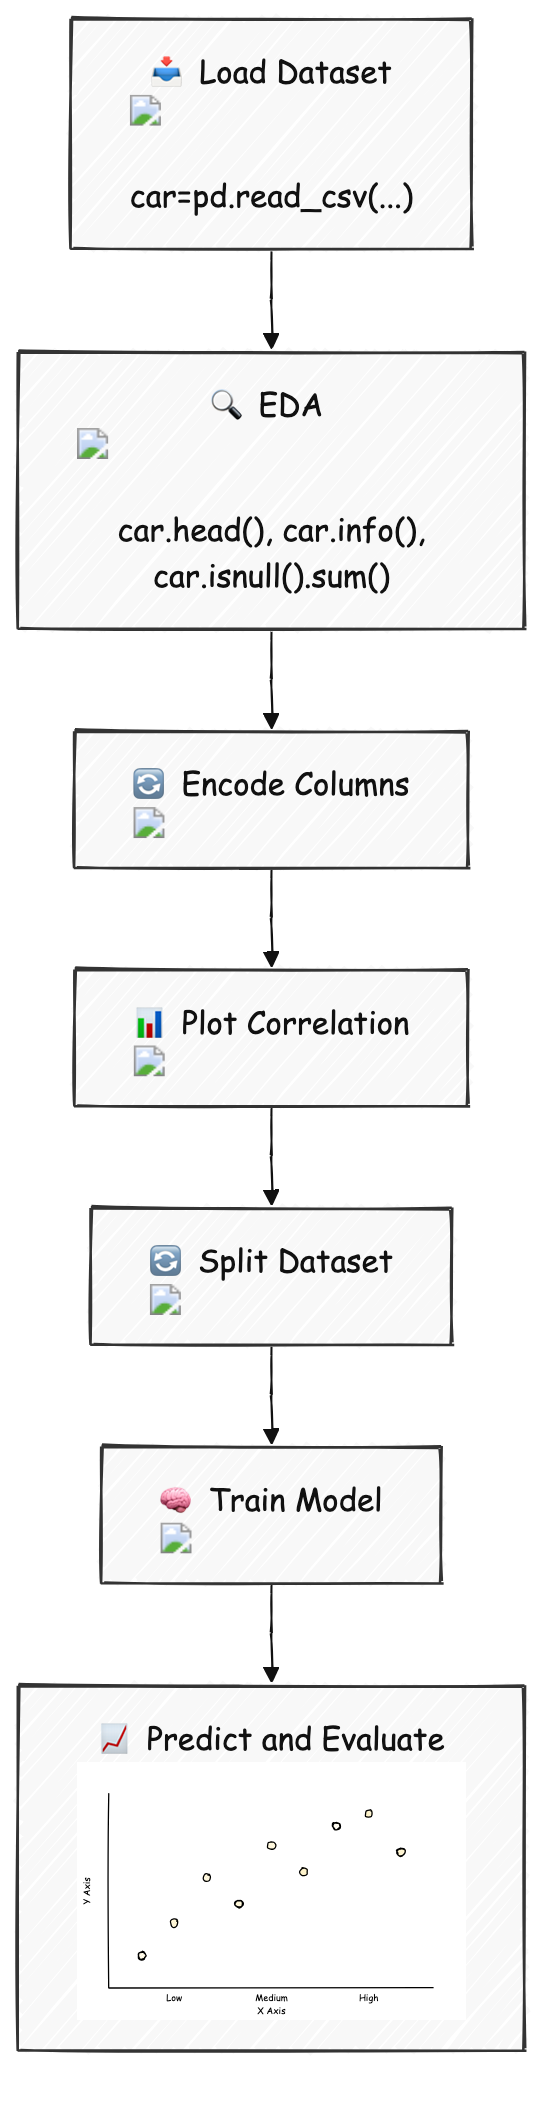 Load Dataset
car=pd.read_csv(...)
EDA
car.head(), car.info(),
car.isnull().sum()
Encode Columns
Plot Correlation
Split Dataset
Train Model
Predict and Evaluate
Y Axis
Low Medium High
X Axis